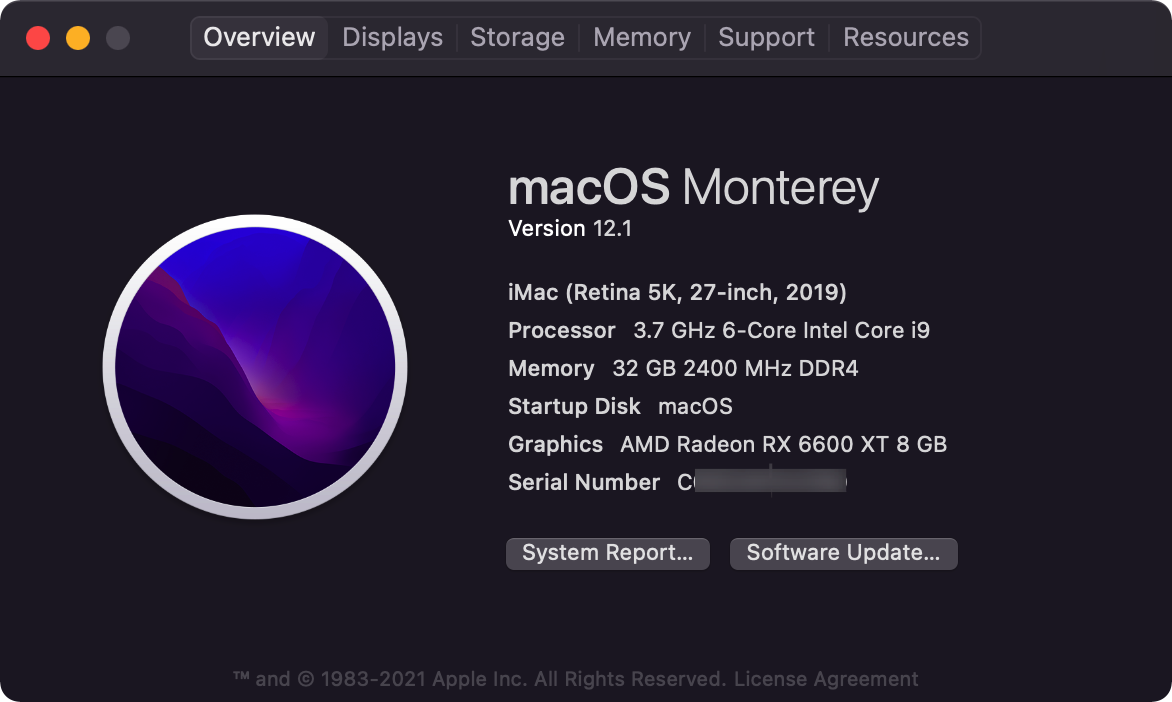 Overview Displays Storage Memory Support Resources
macOS Monterey
Version 12.1
iMac (Retina 5K, 27-inch, 2019)
Processor 3.7 GHz 6-Core Intel Core i9
Memory 32 GB 2400 MHz DDR4
Startup Disk macOS
Graphics AMD Radeon RX 6600 XT 8 GB
Serial Number
System Report... Software Update...
™ and © 1983-2021 Apple Inc. All Rights Reserved. License Agreement